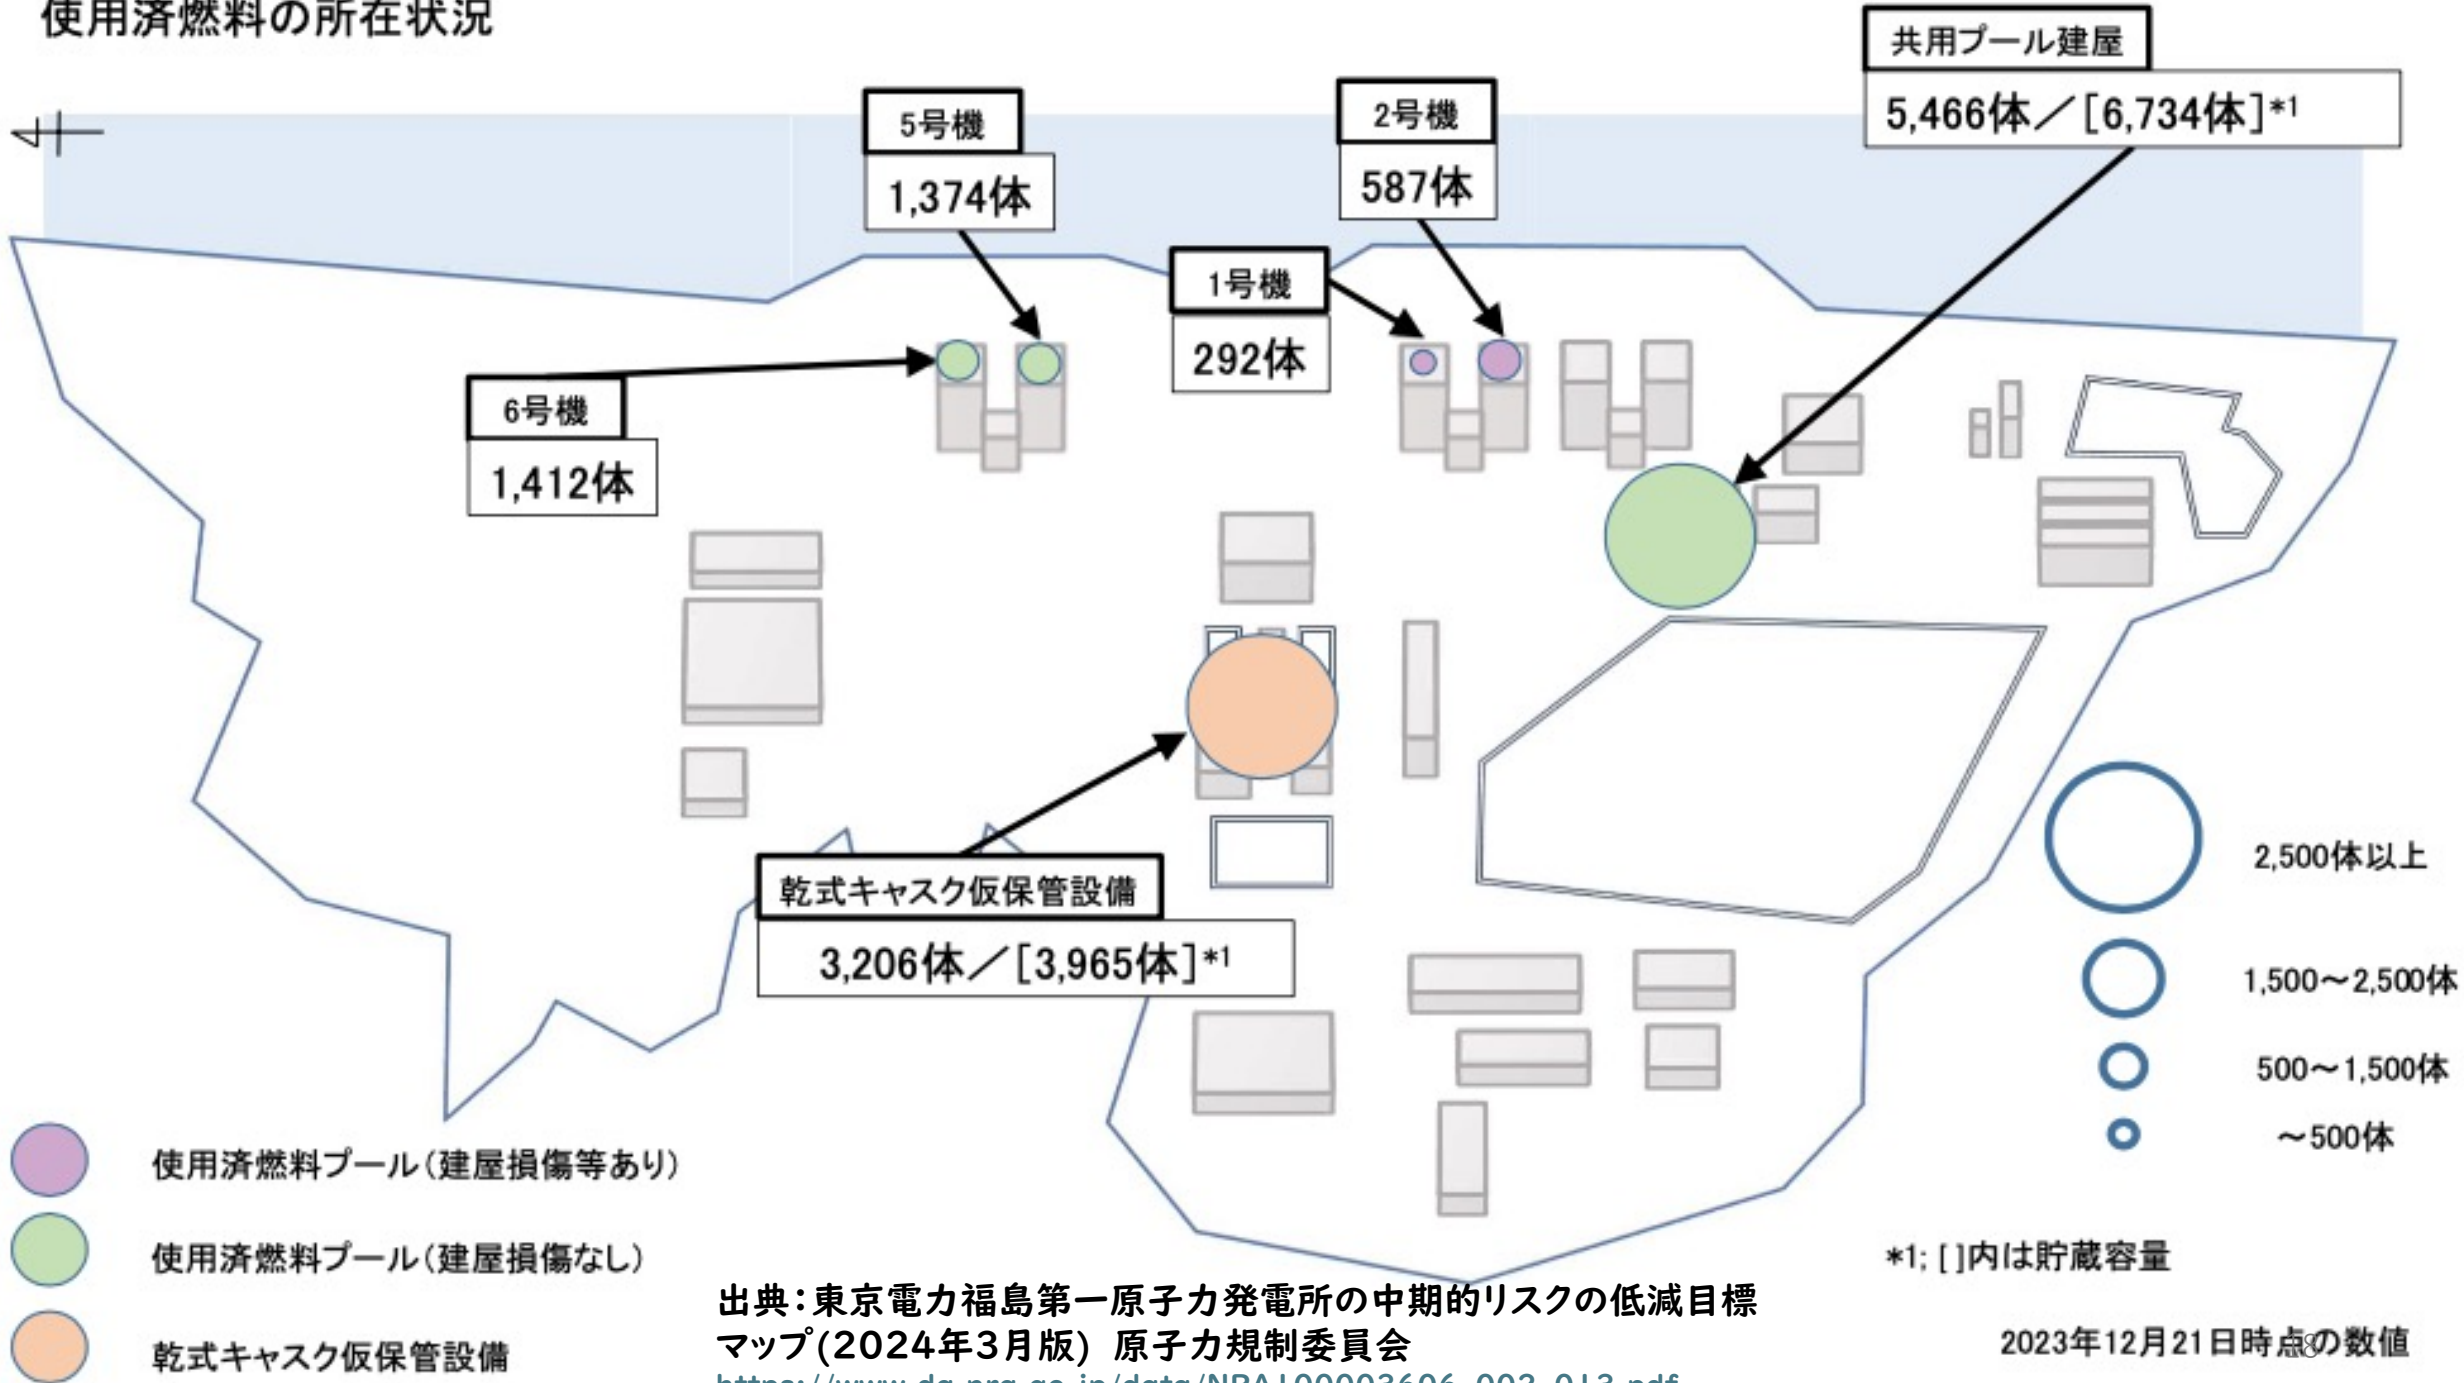 使用済燃料の所在状況
共用プール建屋
5,466体／[6,734体]*1
5号機
1,374体
2号機
587体
1号機
292体
6号機
1,412体
乾式キャスク仮保管設備
3,206体／[3,965体]*1
2,500体以上
1,500～2,500体
500～1,500体
～500体
使用済燃料プール（建屋損傷等あり）
使用済燃料プール（建屋損傷なし）
乾式キャスク仮保管設備
*1; [ ]内は貯蔵容量
2023年12月21日時点の数値
出典：東京電力福島第一原子力発電所の中期的リスクの低減目標
マップ(2024年3月版) 原子力規制委員会